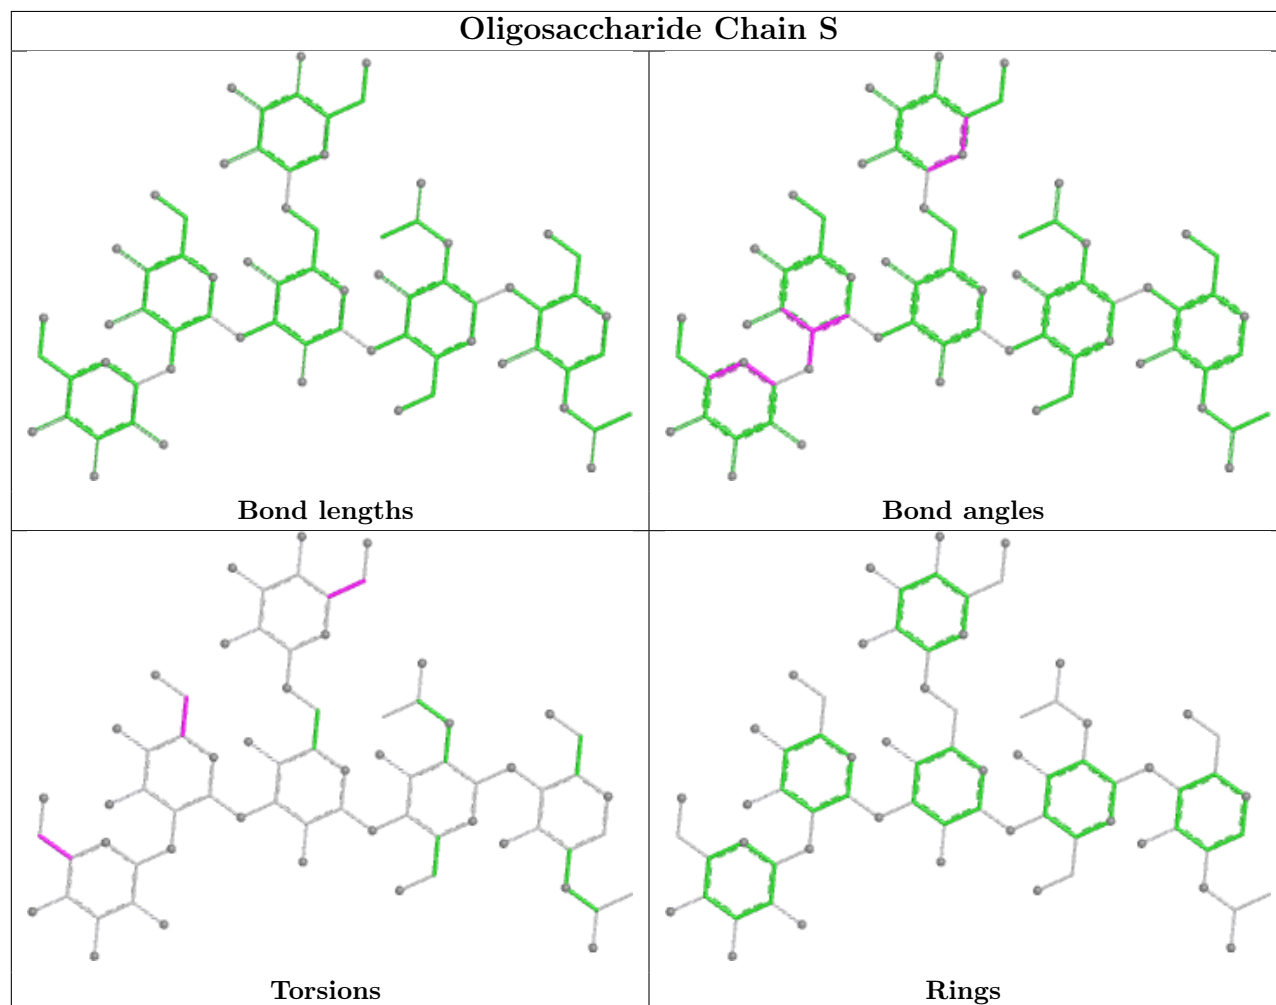 Oligosaccharide Chain S
Bond lengths
Bond angles
Torsions
Rings